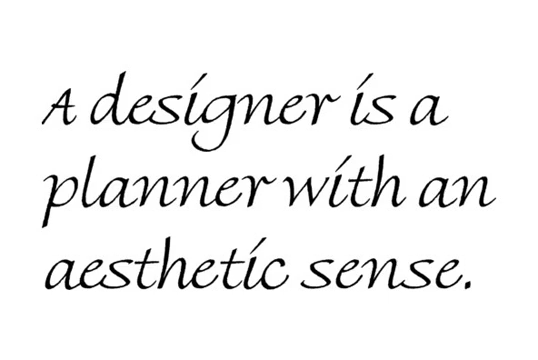 A designer is a
planner with an
aesthetic sense.